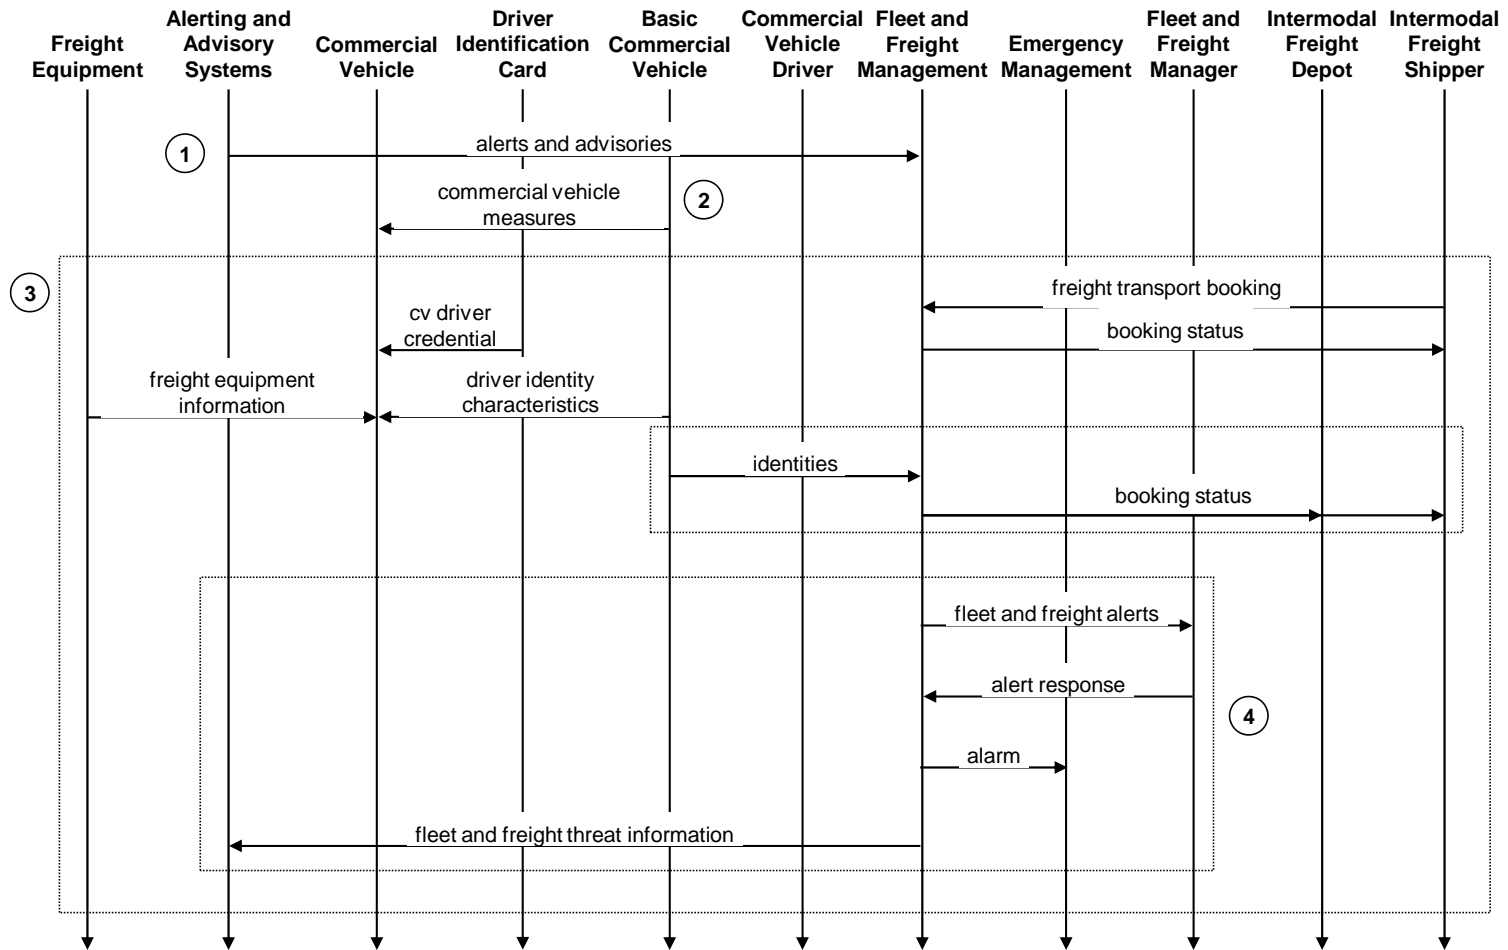 Freight
Equipment
Alerting and
Advisory
Systems
Commercial
Vehicle
Driver
Identification
Card
Basic
Commercial
Vehicle
Commercial
Vehicle
Driver
Fleet and
Freight
Management
Emergency
Management
Fleet and
Freight
Manager
Intermodal
Freight
Depot
Intermodal
Freight
Shipper
1
alerts and advisories
commercial vehicle
measures
2
3
freight transport booking
cv driver
credential
booking status
freight equipment
information
driver identity
characteristics
identities
booking status
fleet and freight alerts
alert response
4
alarm
fleet and freight threat information